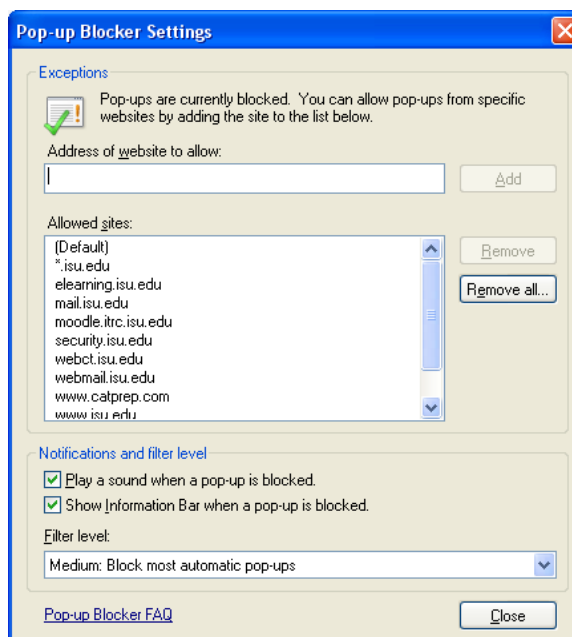 Pop-up Blocker Settings
Exceptions
Pop-ups are currently blocked. You can allow pop-ups from specific
websites by adding the site to the list below.
Address of website to allow:
Add
Allowed sites:
(Default)
*.isu.edu
elearning.isu.edu
mail.isu.edu
moodle.itrc.isu.edu
security.isu.edu
webct.isu.edu
webmail.isu.edu
www.catprep.com
www.isu.edu
Remove
Remove all...
Notifications and filter level
Play a sound when a pop-up is blocked.
Show Information Bar when a pop-up is blocked.
Filter level:
Medium: Block most automatic pop-ups
Pop-up Blocker FAQ
Close